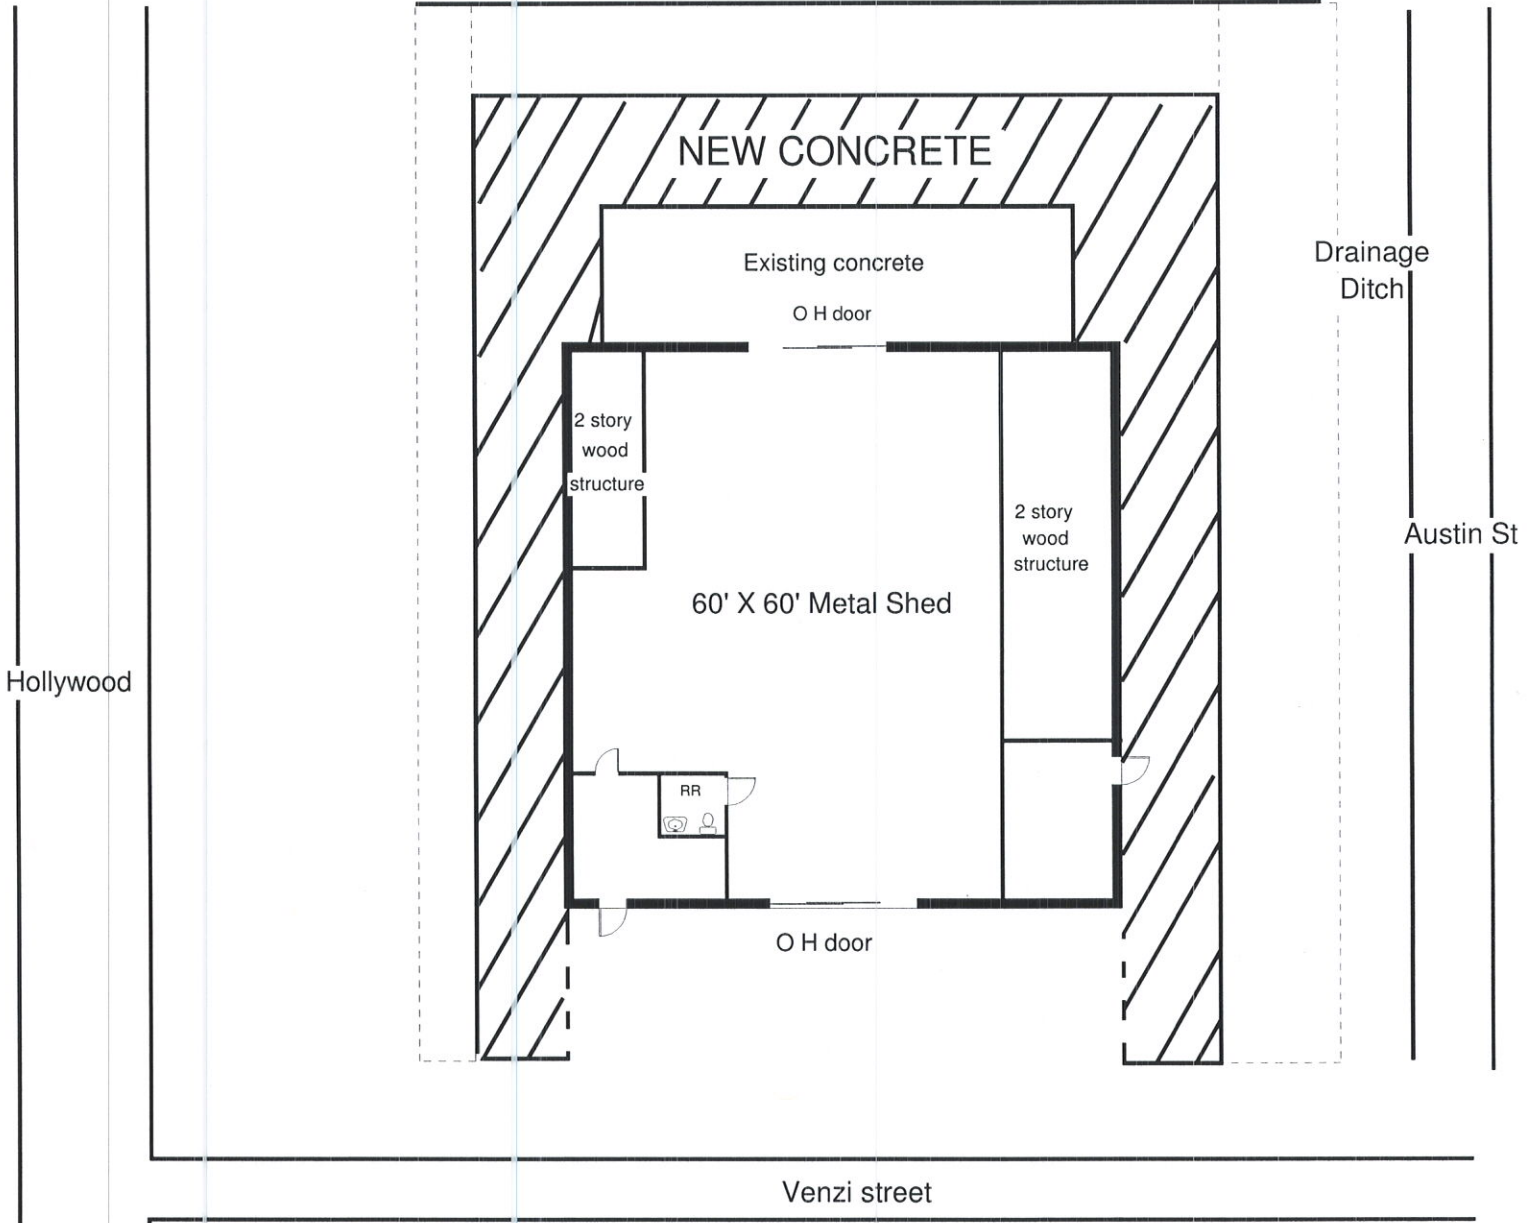 NEW CONCRETE
Existing concrete
O H door
Drainage
Ditch
2 story
wood
structure
2 story
wood
structure
Austin St
60' X 60' Metal Shed
Hollywood
RR
O H door
Venzi street